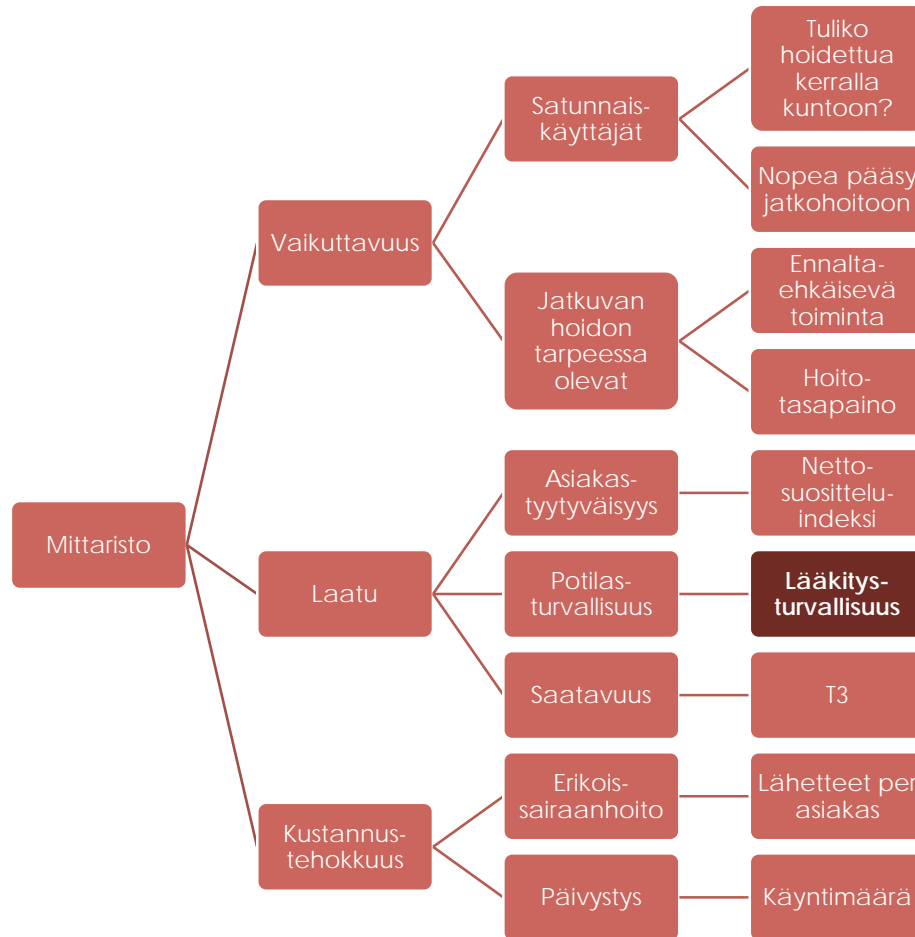 Mittaristo
Vaikuttavuus
Satunnais-
käyttäjät
Tuliko
hoidettua
kerralla
kuntoon?
Nopea pääsy
jatkohoitoon
Jatkuvan
hoidon
tarpeessa
olevat
Ennalta-
ehkäisevä
toiminta
Hoito-
tasapaino
Laatu
Asiakas-
tyytyväisyys
Netto-
suosittelu-
indeksi
Potilas-
turvallisuus
Lääkitys-
turvallisuus
Saatavuus
T3
Kustannus-
tehokkuus
Erikois-
sairaanhoito
Lähetteet per
asiakas
Päivystys
Käyntimäärä